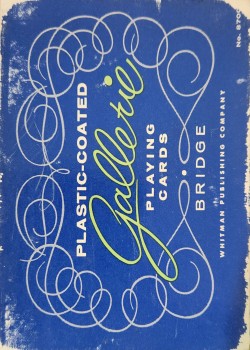 PLASTIC-COATED
Gallerie
PLAYING
CARDS
BRIDGE
WHITMAN PUBLISHING COMPANY